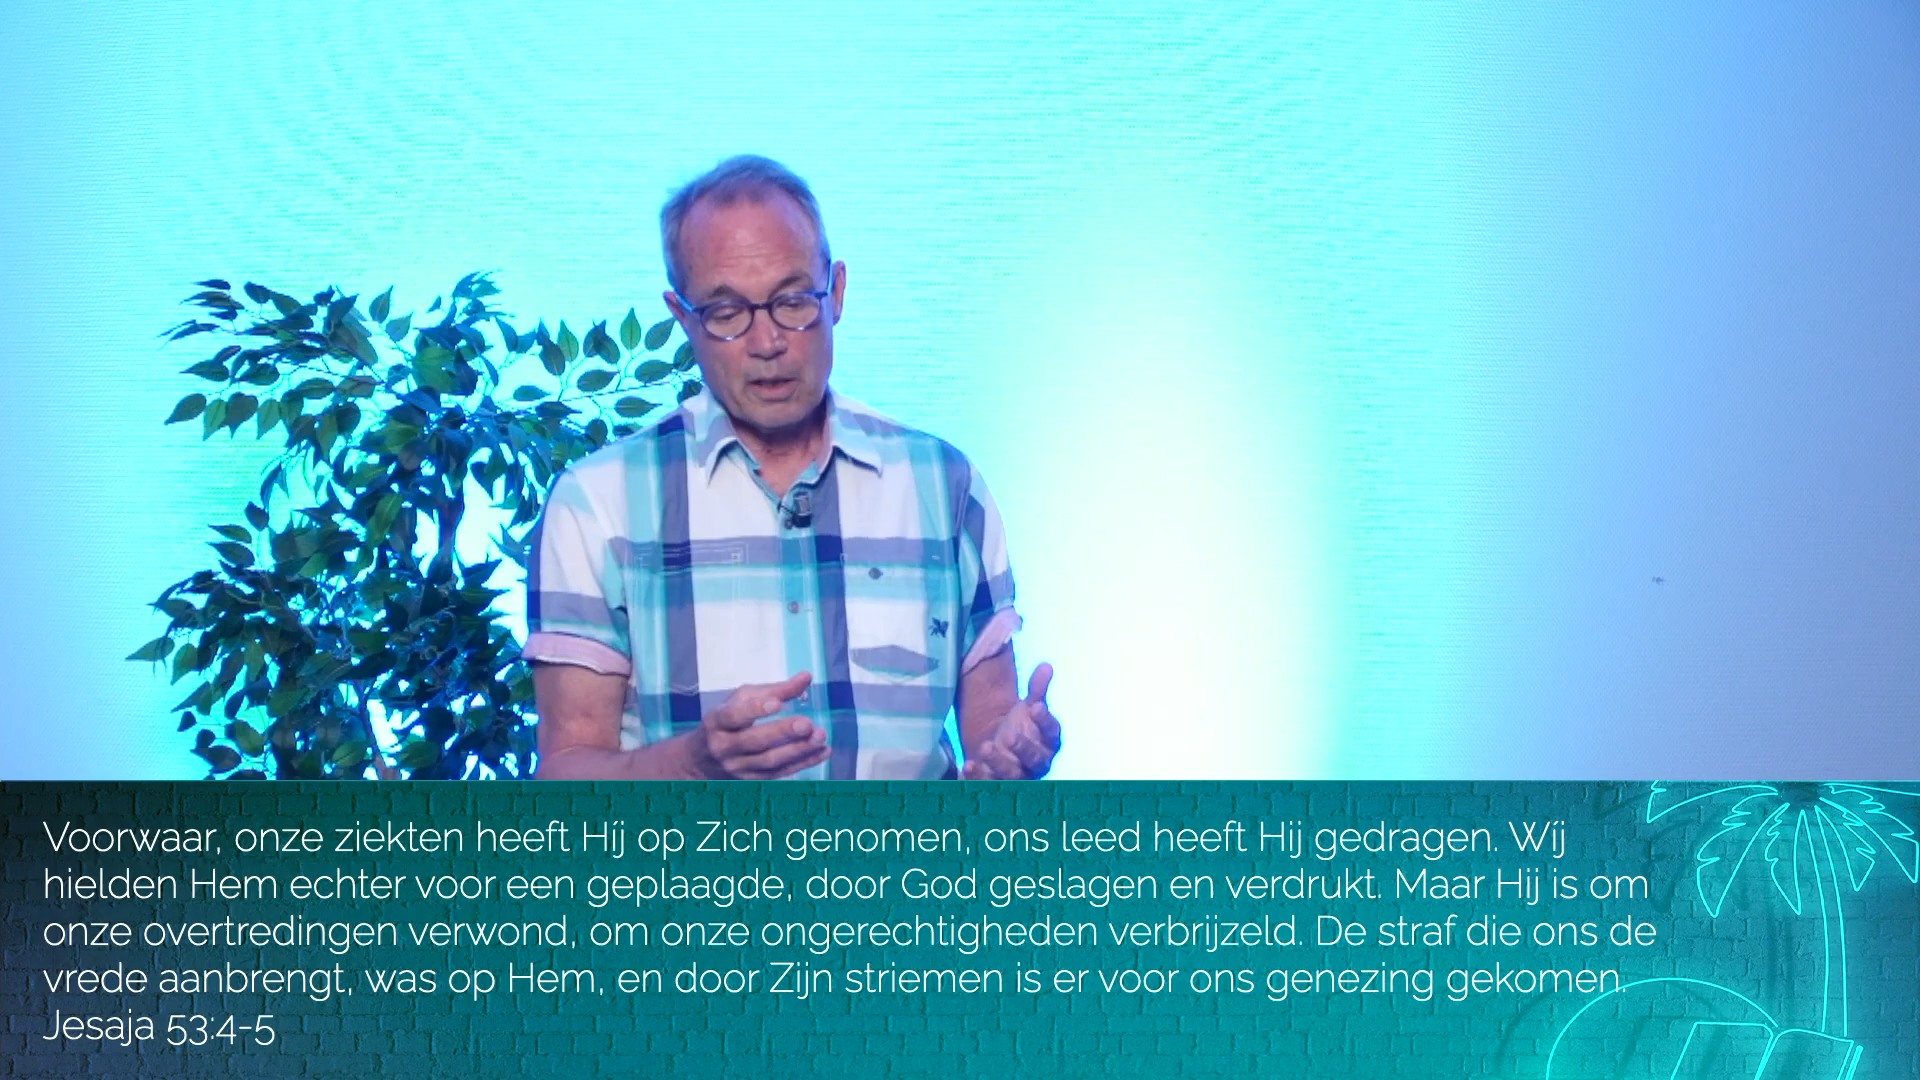 Voorwaar, onze ziekten heeft Híj op Zich genomen, ons leed heeft Hij gedragen. Wíj
hielden Hem echter voor een geplaagde, door God geslagen en verdrukt. Maar Hij is om
onze overtredingen verwond, om onze ongerechtigheden verbrijzeld. De straf die ons de
vrede aanbrengt, was op Hem, en door Zijn striemen is er voor ons genezing gekomen.
Jesaja 53:4-5